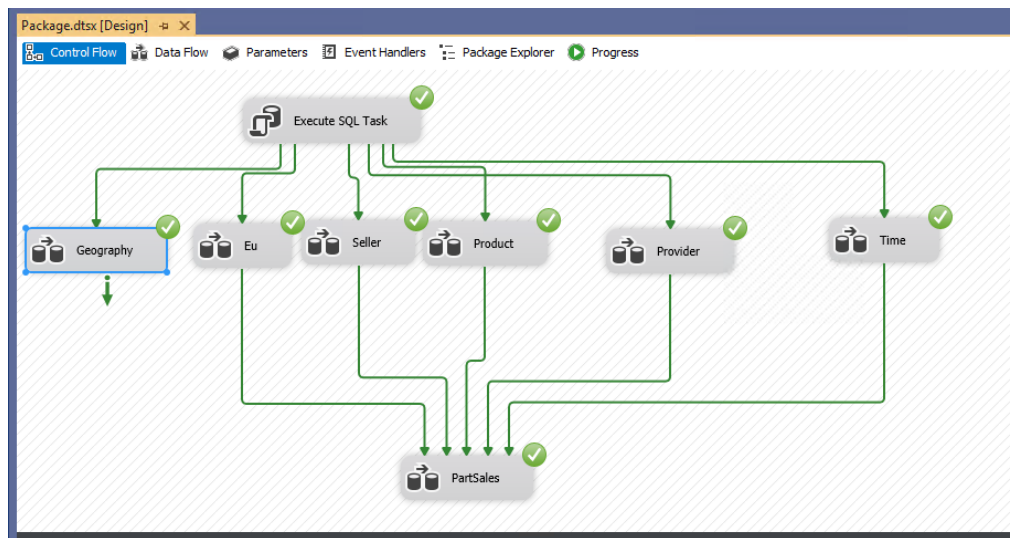 Package.dtsx [Design]
Control Flow Data Flow Parameters Event Handlers Package Explorer Progress
Execute SQL Task
Geography Eu Seller Product Provider Time
PartSales